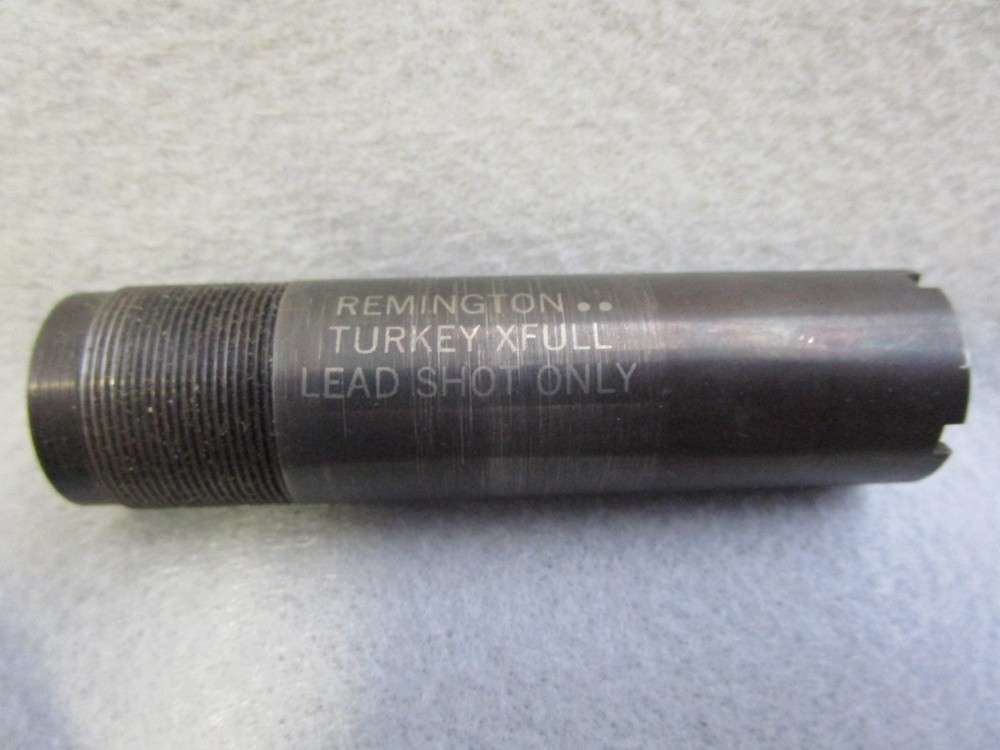 REMINGTON ••
TURKEY XFULL
LEAD SHOT ONLY